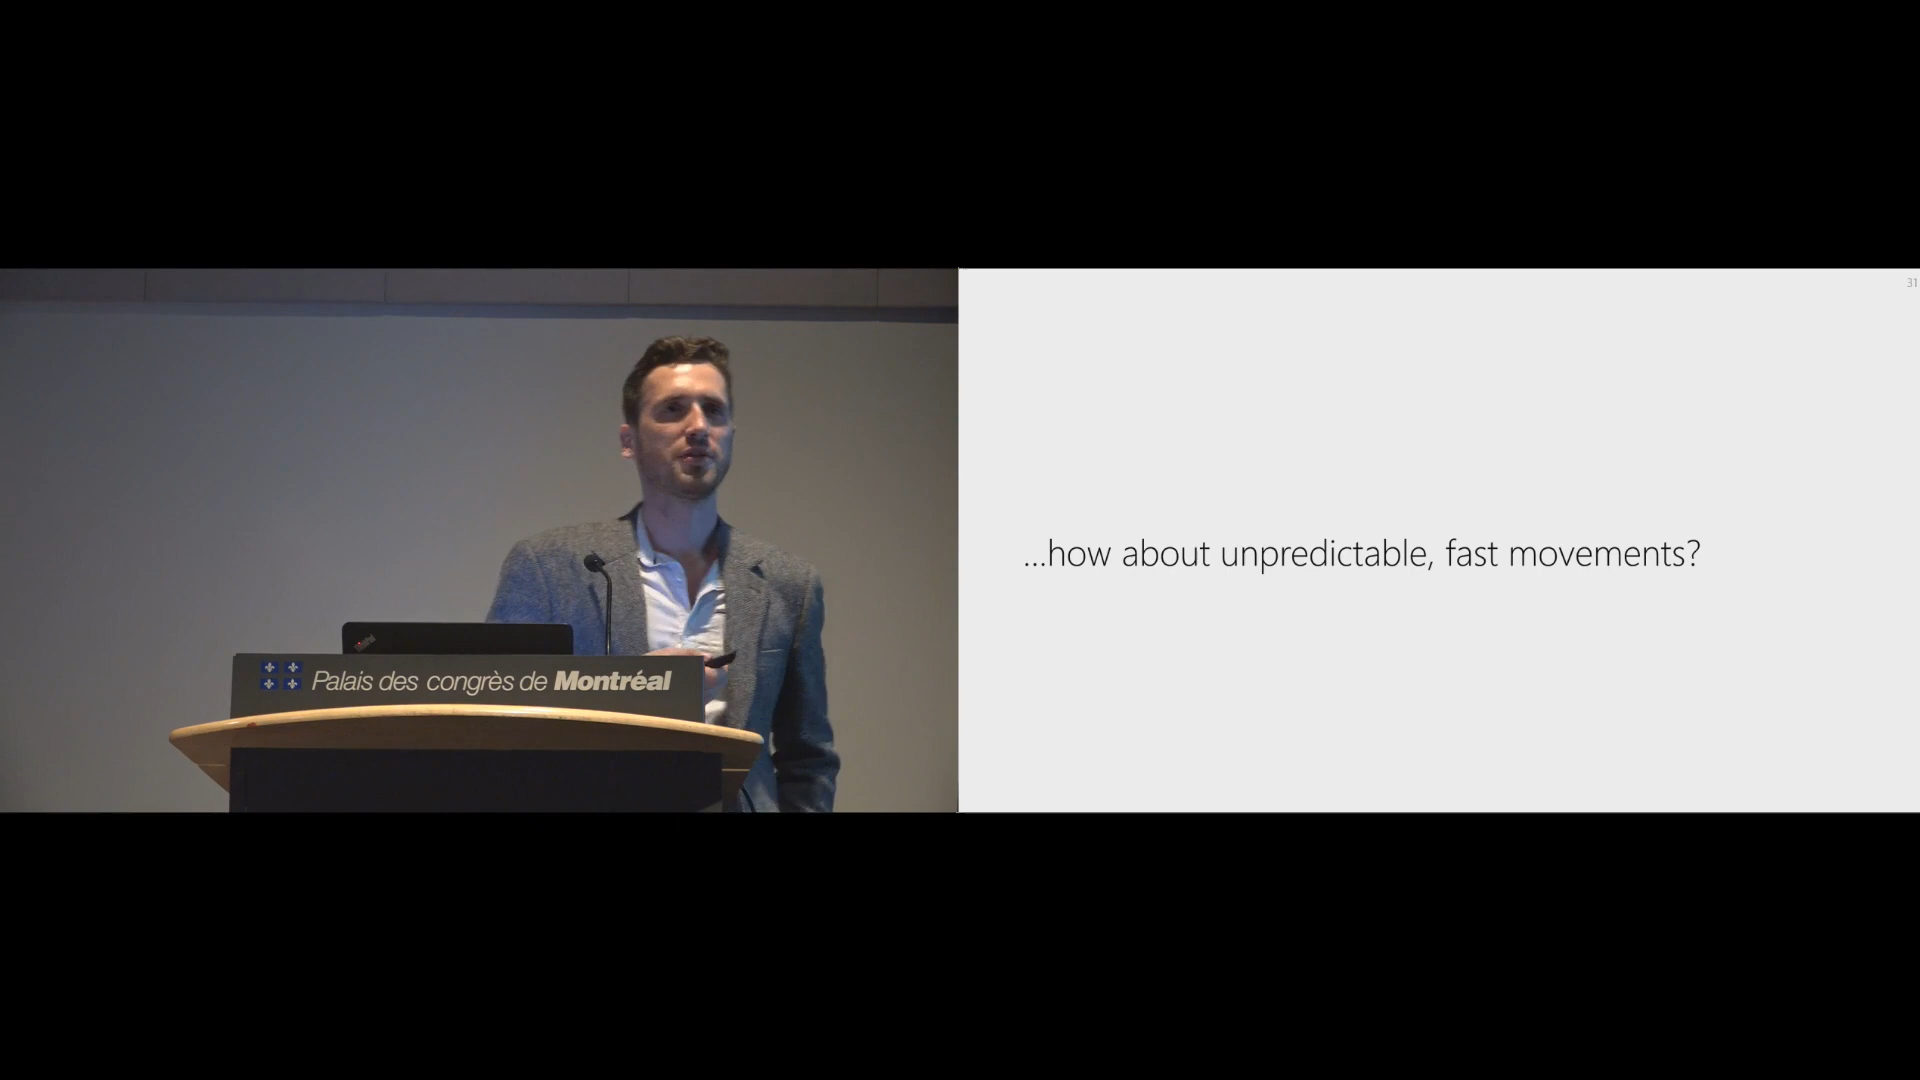 31
...how about unpredictable, fast movements?
Palais des congrès de Montréal